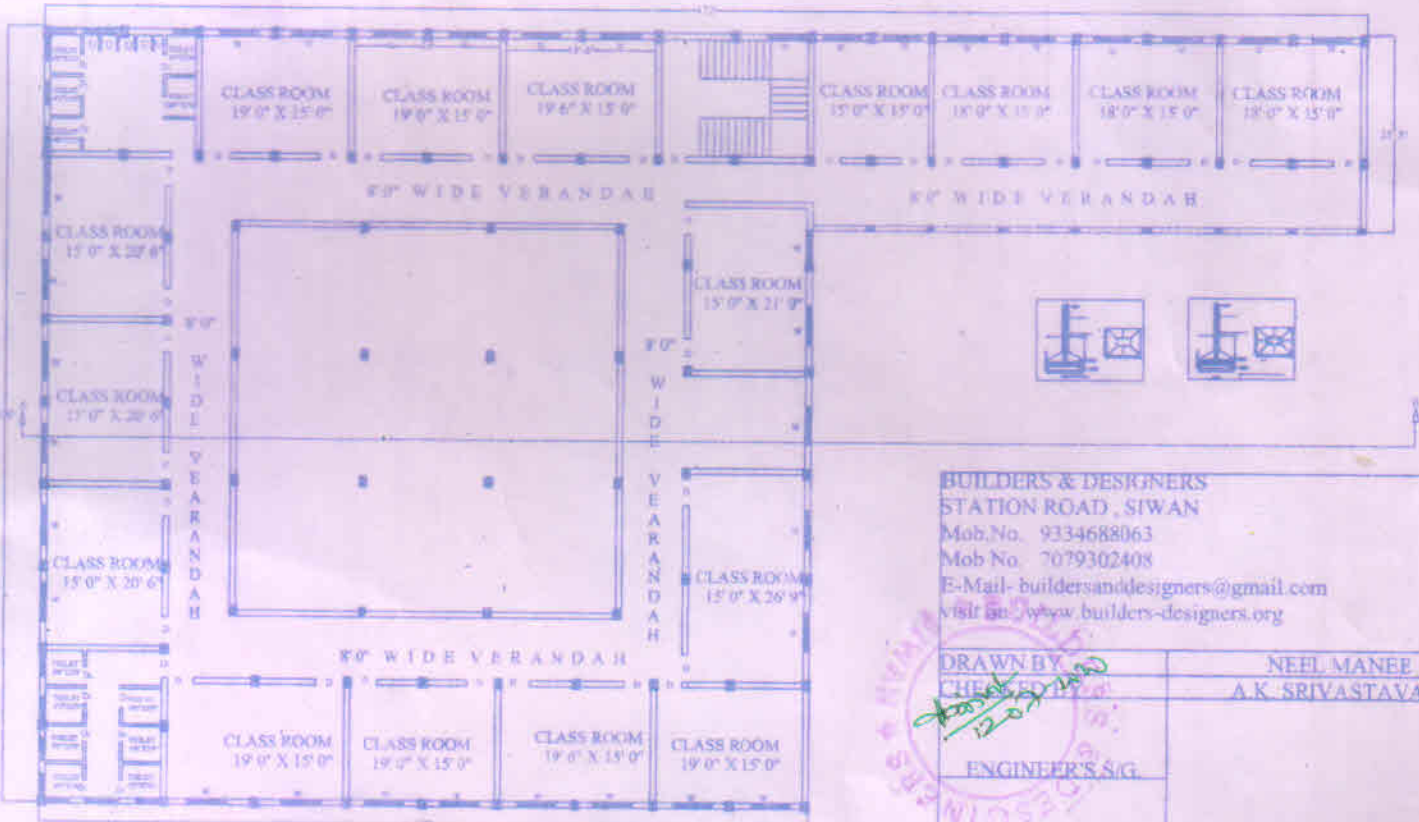 CLASS ROOM
19'0" X 15'0"
CLASS ROOM
19'0" X 15'0"
CLASS ROOM
19'6" X 15'0"
CLASS ROOM
15'0" X 15'0"
CLASS ROOM
18'0" X 15'0"
CLASS ROOM
18'0" X 15'0"
CLASS ROOM
18'0" X 15'0"
8'0" WIDE VERANDAH
8'0" WIDE VERANDAH
CLASS ROOM
15'0" X 20'6"
CLASS ROOM
15'0" X 21'9"
8'0" WIDE VEARANDAH
8'0" WIDE VEARANDAH
CLASS ROOM
15'0" X 20'6"
CLASS ROOM
15'0" X 20'6"
CLASS ROOM
15'0" X 26'9"
8'0" WIDE VERANDAH
CLASS ROOM
19'0" X 15'0"
CLASS ROOM
19'0" X 15'0"
CLASS ROOM
19'6" X 15'0"
CLASS ROOM
19'0" X 15'0"
BUILDERS & DESIGNERS
STATION ROAD , SIWAN
Mob.No. 9334688063
Mob No. 7079302408
E-Mail- buildersanddesigners@gmail.com
visit on www.builders-designers.org
DRAWN BY
NEEL MANEE
CHECKED BY
A.K. SRIVASTAVA
ENGINEER'S S/G.